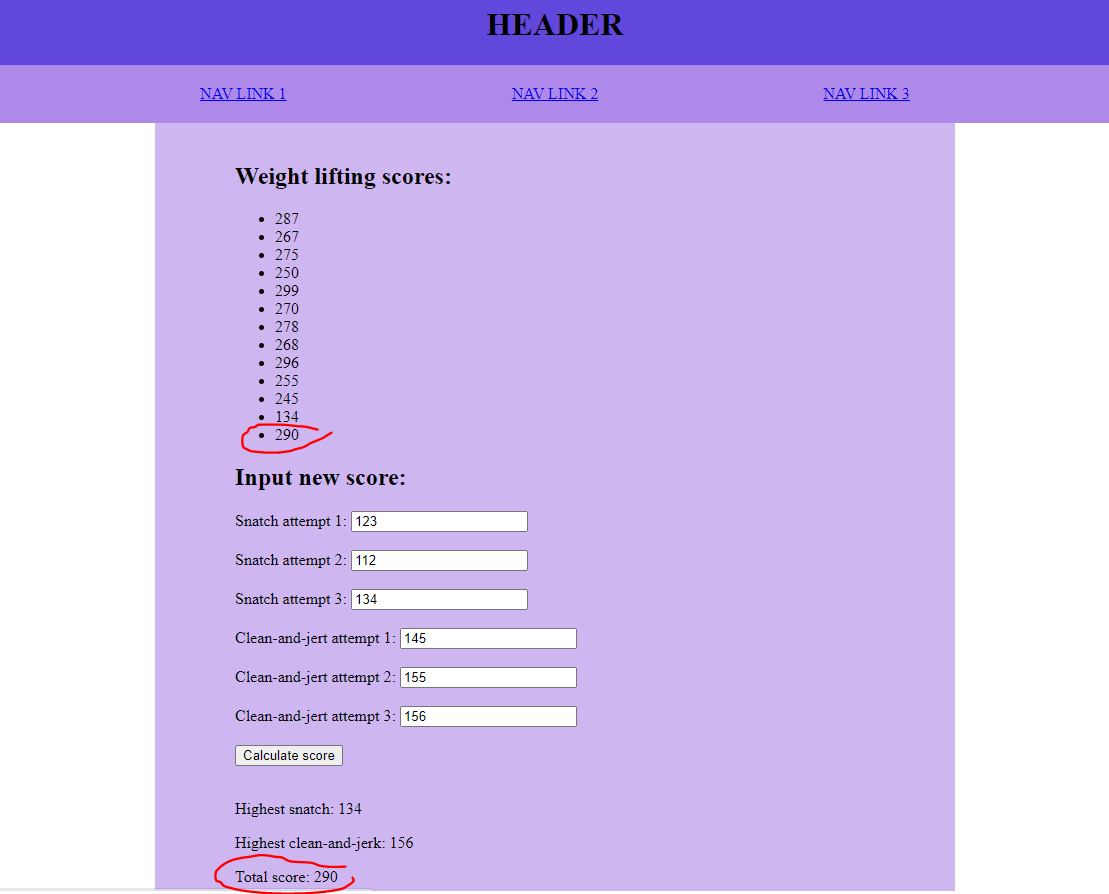 HEADER
NAV LINK 1 NAV LINK 2 NAV LINK 3
Weight lifting scores:
287
267
275
250
299
270
278
268
296
255
245
134
290
Input new score:
Snatch attempt 1: 123
Snatch attempt 2: 112
Snatch attempt 3: 134
Clean-and-jert attempt 1: 145
Clean-and-jert attempt 2: 155
Clean-and-jert attempt 3: 156
Calculate score
Highest snatch: 134
Highest clean-and-jerk: 156
Total score: 290